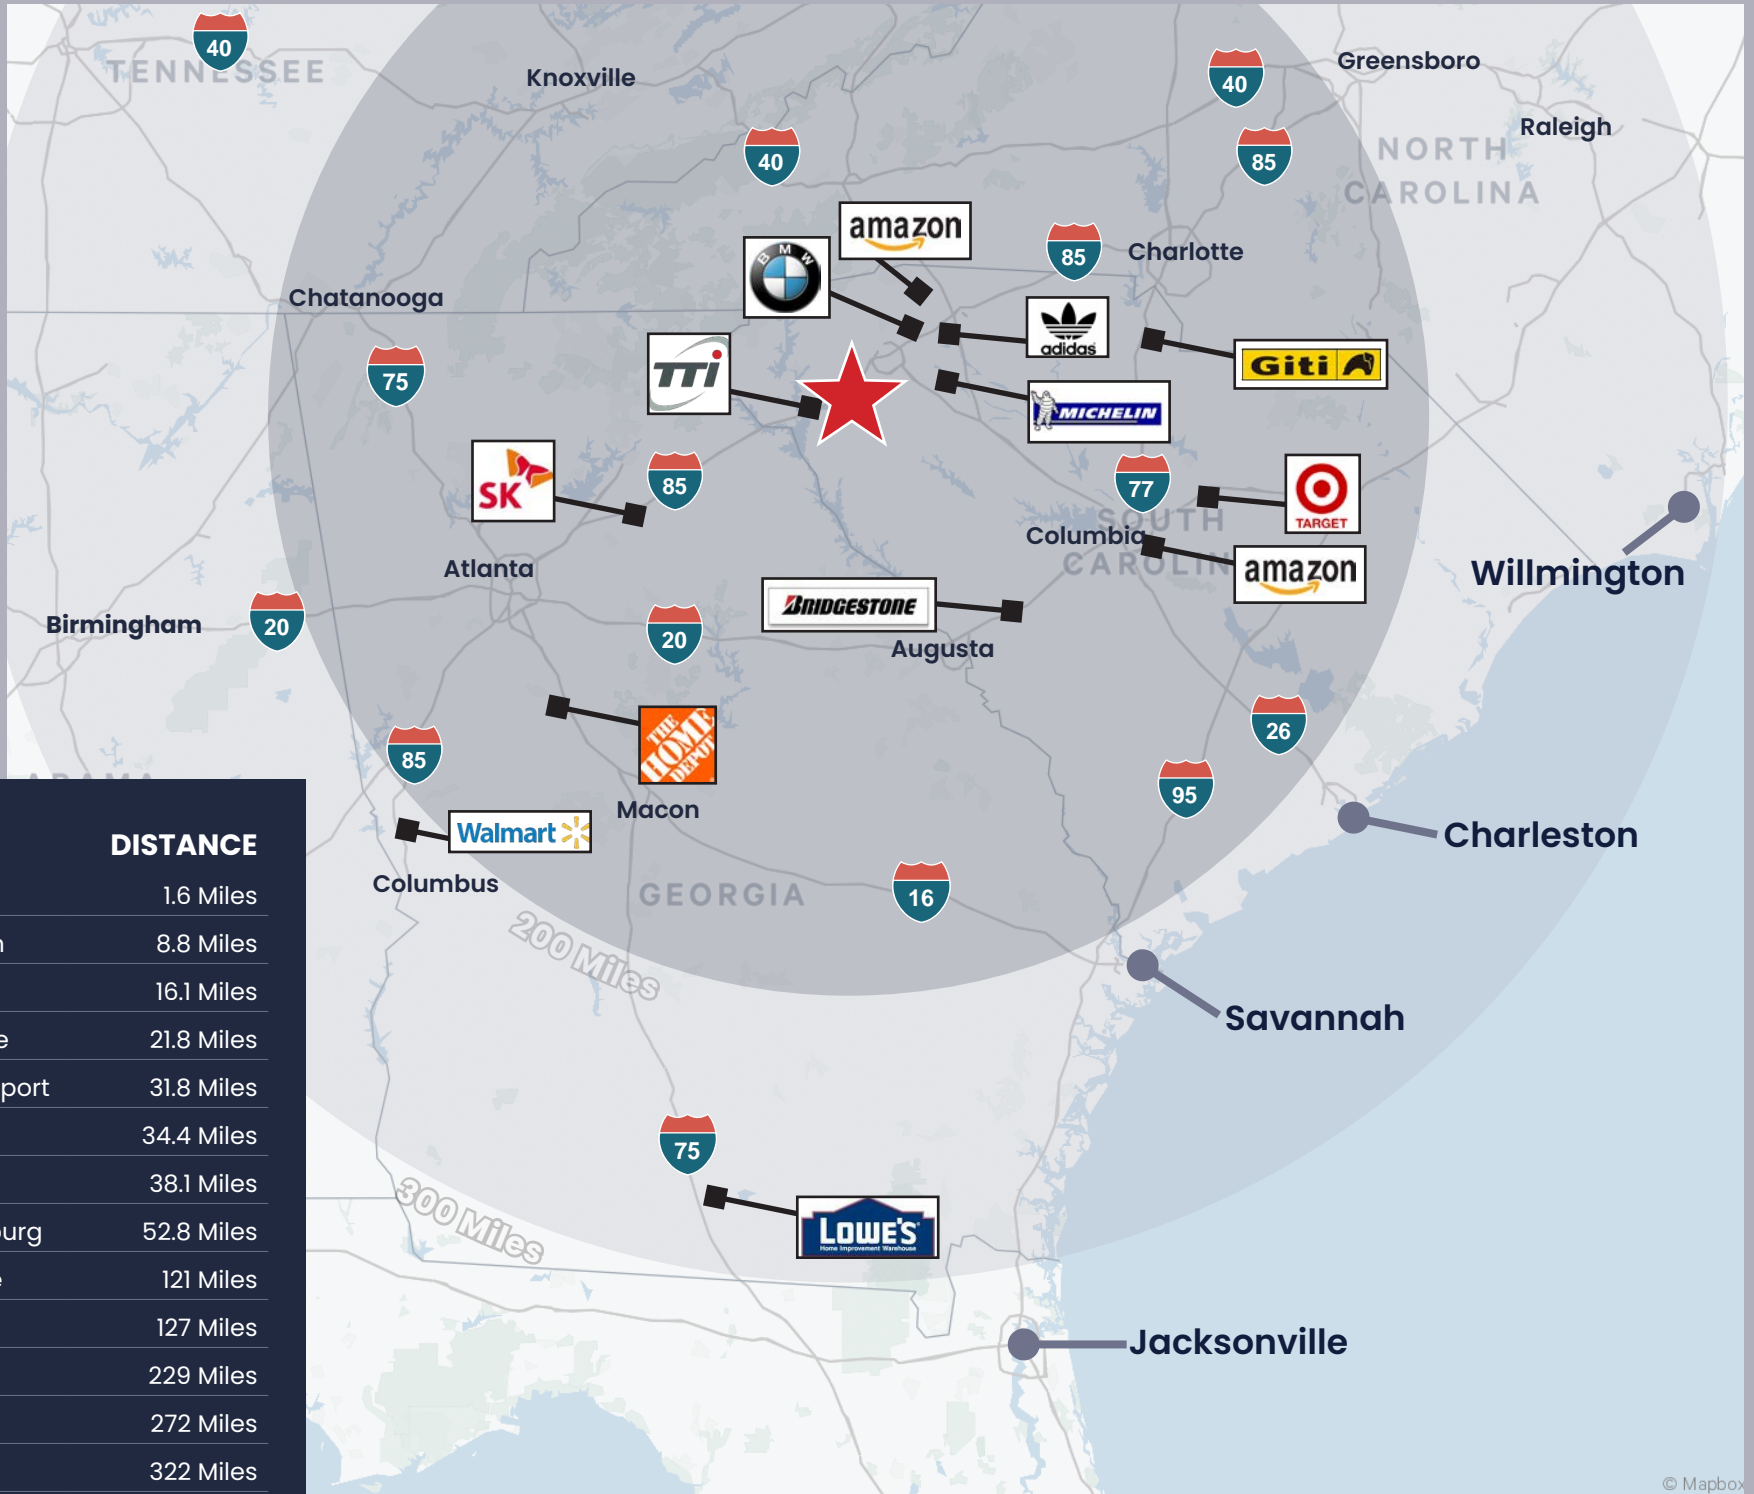 40
TENNESSEE
Knoxville
40
Greensboro
Raleigh
40
85
NORTH
CAROLINA
amazon
BMW
85
Charlotte
Chatanooga
adidas
TTi
75
Giti
MICHELIN
SK
85
77
TARGET
SOUTH
Columbia
Atlanta
amazon
Willmington
BRIDGESTONE
Birmingham
20
20
Augusta
THE
HOME
DEPOT
26
85
95
Macon
Walmart
Charleston
Columbus
GEORGIA
16
200 Miles
Savannah
75
300 Miles
LOWE'S
Home Improvement Warehouse
Jacksonville
DISTANCE
1.6 Miles
8.8 Miles
16.1 Miles
21.8 Miles
port 31.8 Miles
34.4 Miles
38.1 Miles
urg 52.8 Miles
121 Miles
127 Miles
229 Miles
272 Miles
322 Miles
© Mapbox